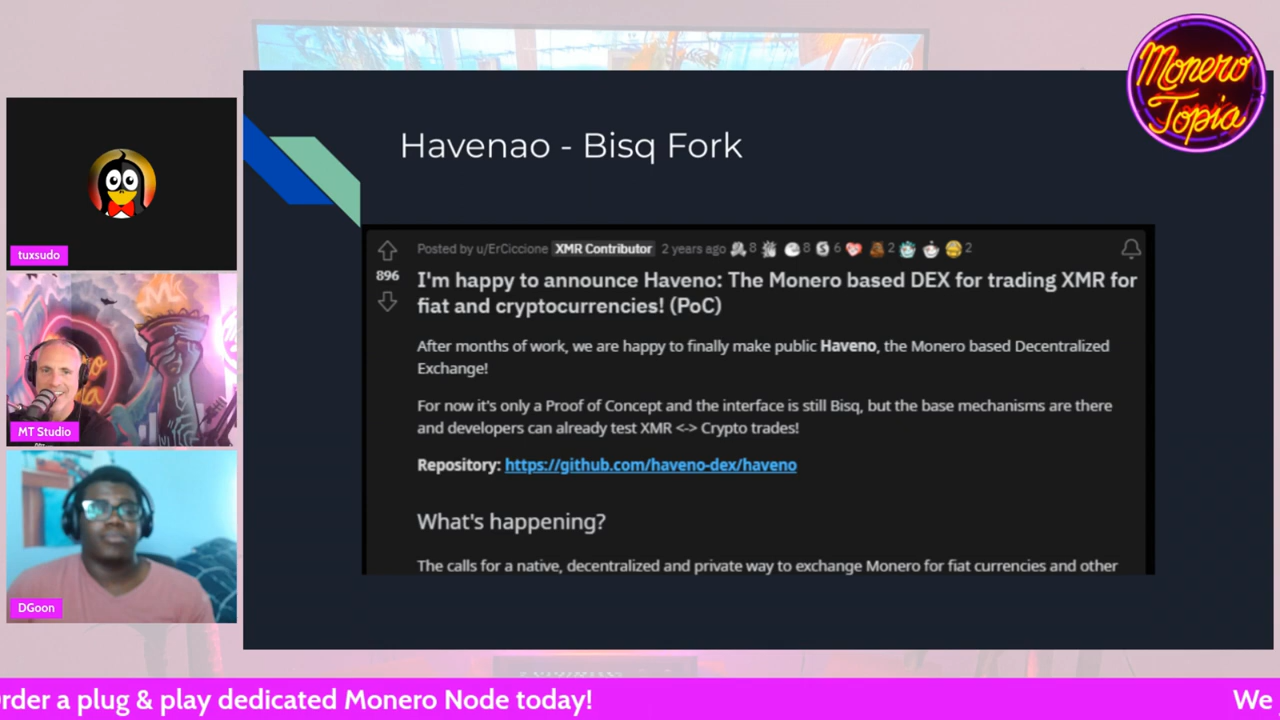 Monero
Topia
Havenao - Bisq Fork
tuxsudo
MT Studio
DGoon
Posted by u/ErCiccione XMR Contributor 2 years ago 8 8 6 2 2
896
I'm happy to announce Haveno: The Monero based DEX for trading XMR for
fiat and cryptocurrencies! (PoC)
After months of work, we are happy to finally make public Haveno, the Monero based Decentralized
Exchange!
For now it's only a Proof of Concept and the interface is still Bisq, but the base mechanisms are there
and developers can already test XMR <-> Crypto trades!
Repository: https://github.com/haveno-dex/haveno
What's happening?
The calls for a native, decentralized and private way to exchange Monero for fiat currencies and other
rder a plug & play dedicated Monero Node today! We